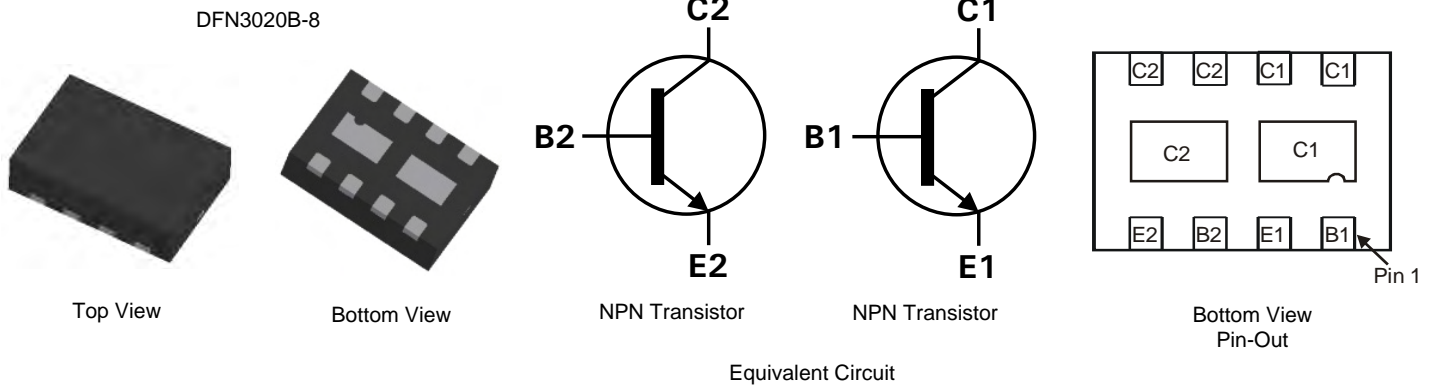 DFN3020B-8
Top View
Bottom View
C2
B2
E2
NPN Transistor
C1
B1
E1
NPN Transistor
Equivalent Circuit
C2 C2 C1 C1
C2 C1
E2 B2 E1 B1
Pin 1
Bottom View
Pin-Out